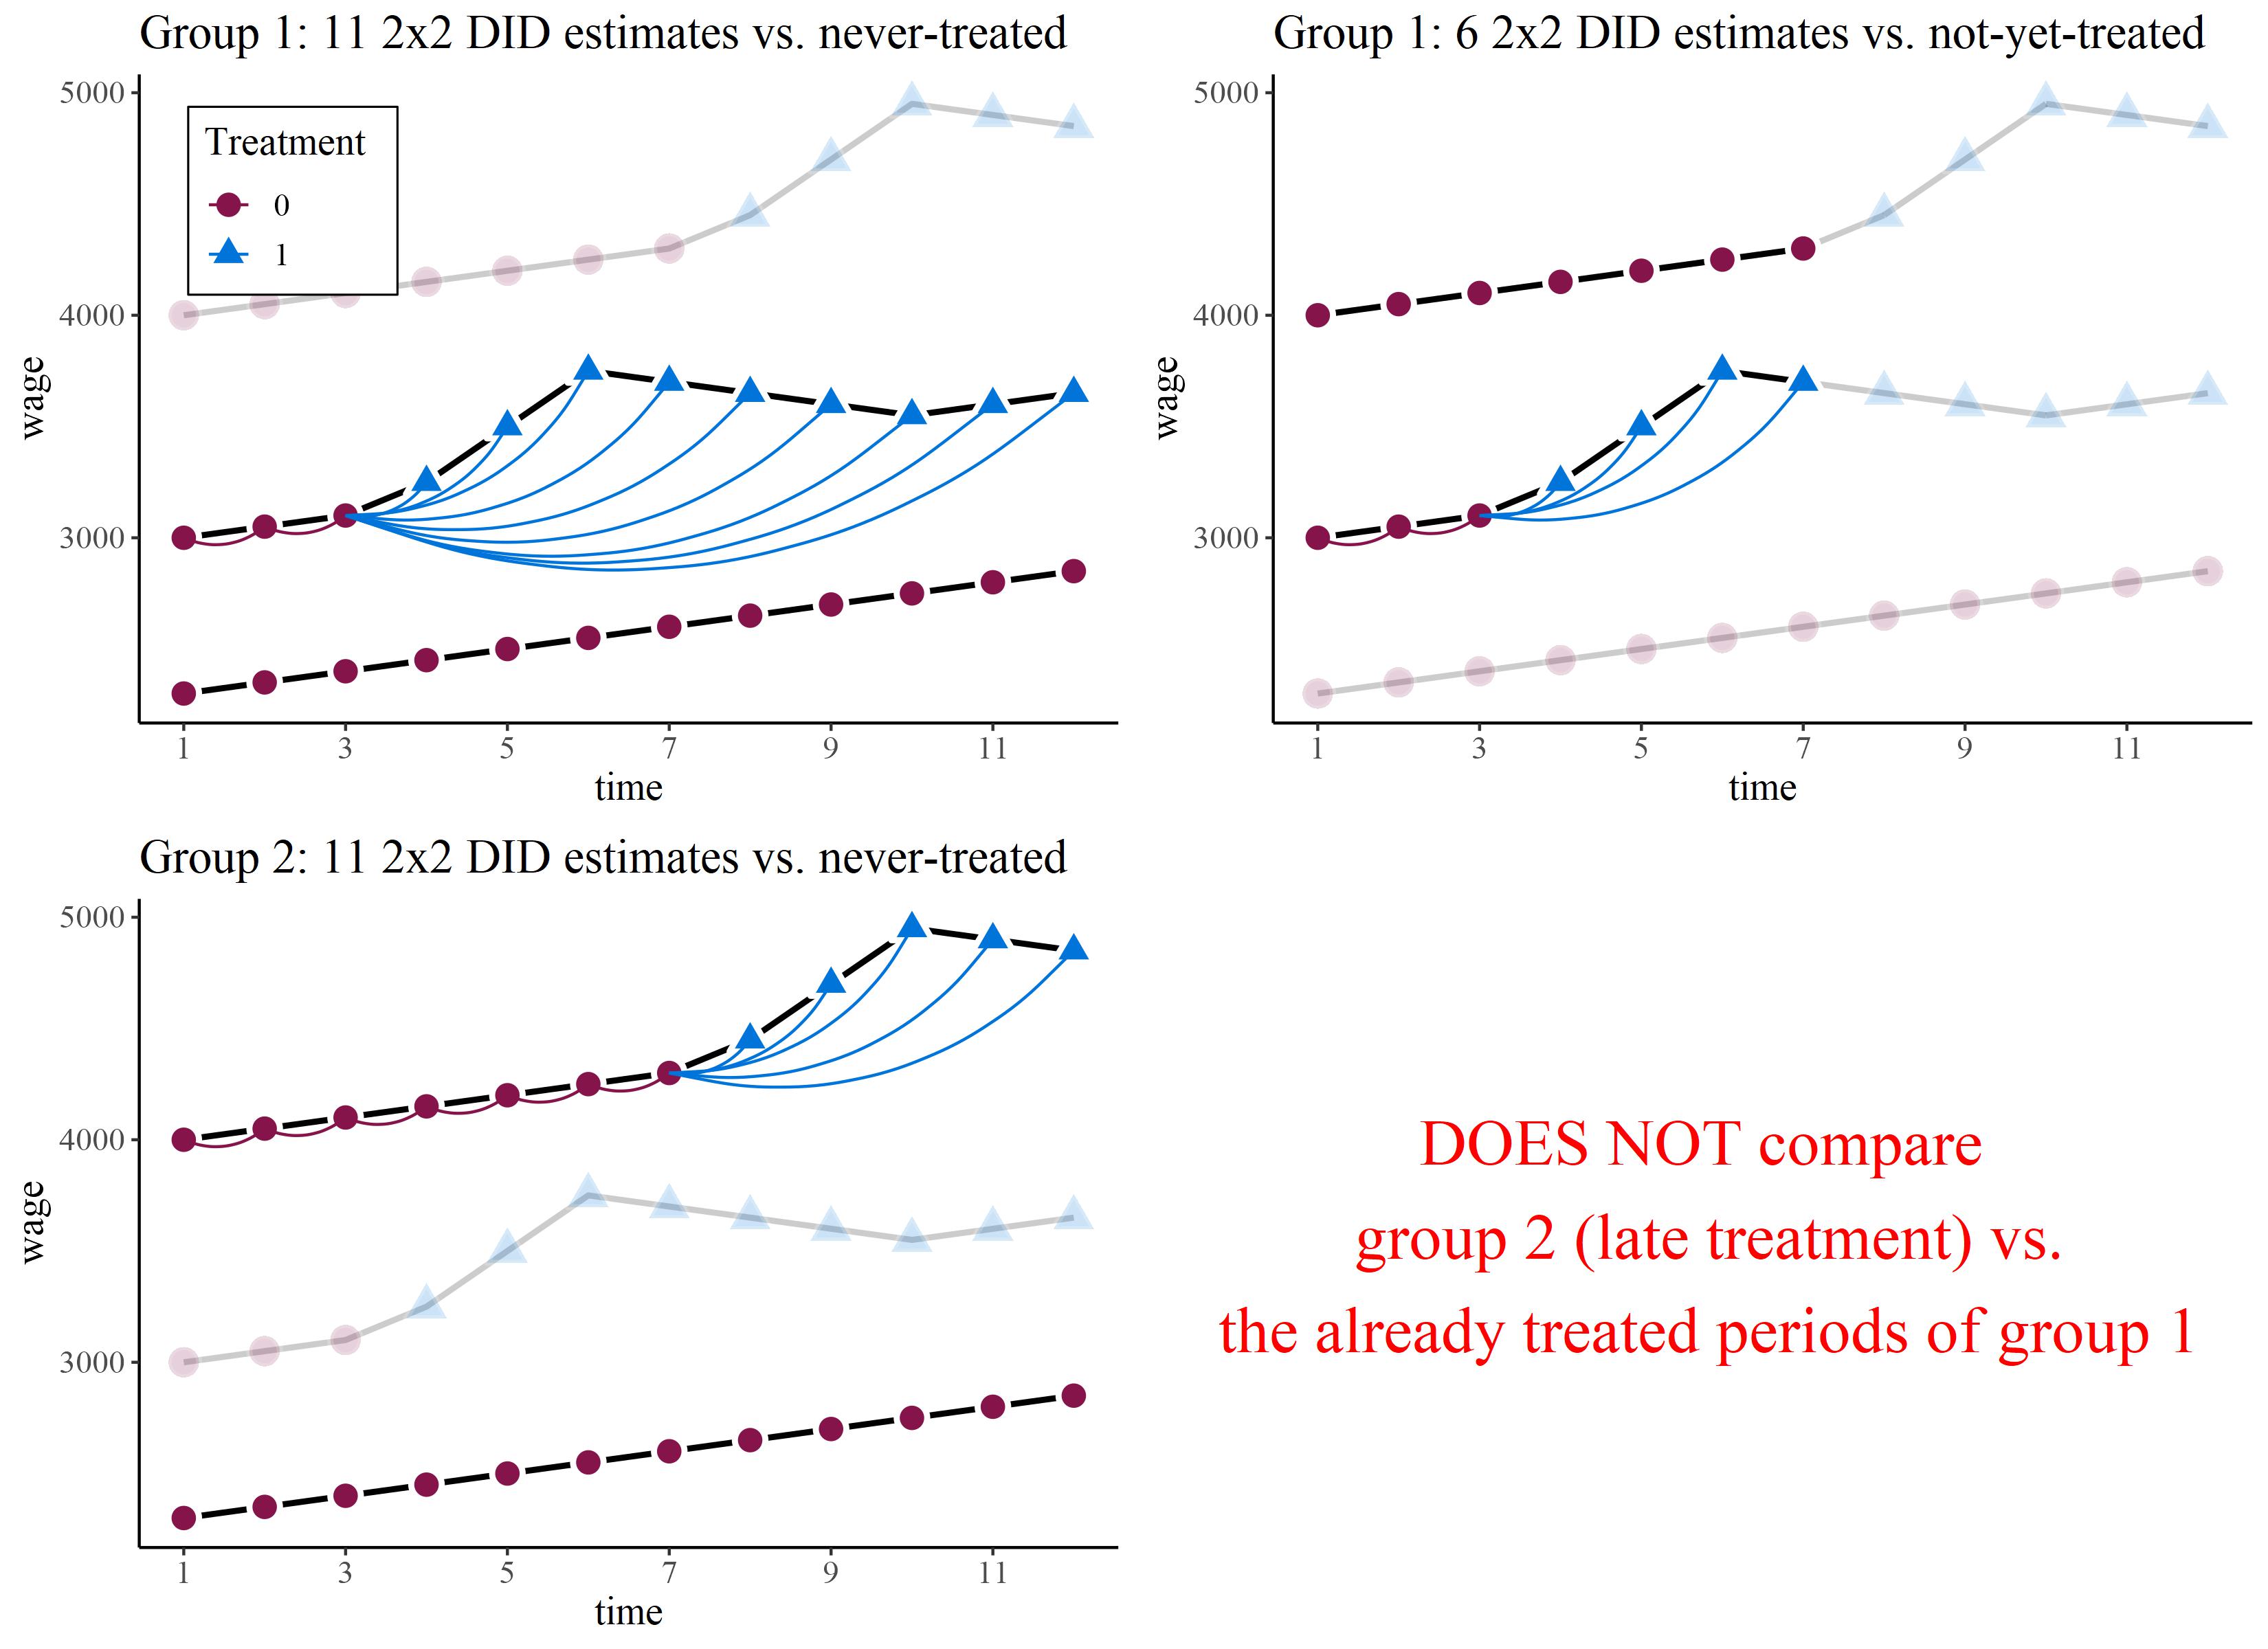 Group 1: 11 2x2 DID estimates vs. never-treated
5000
4000
3000
wage
Treatment
0
1
1
3
5
7
9
11
time
Group 1: 6 2x2 DID estimates vs. not-yet-treated
5000
4000
3000
wage
1
3
5
7
9
11
time
Group 2: 11 2x2 DID estimates vs. never-treated
5000
4000
3000
wage
1
3
5
7
9
11
time
DOES NOT compare
group 2 (late treatment) vs.
the already treated periods of group 1